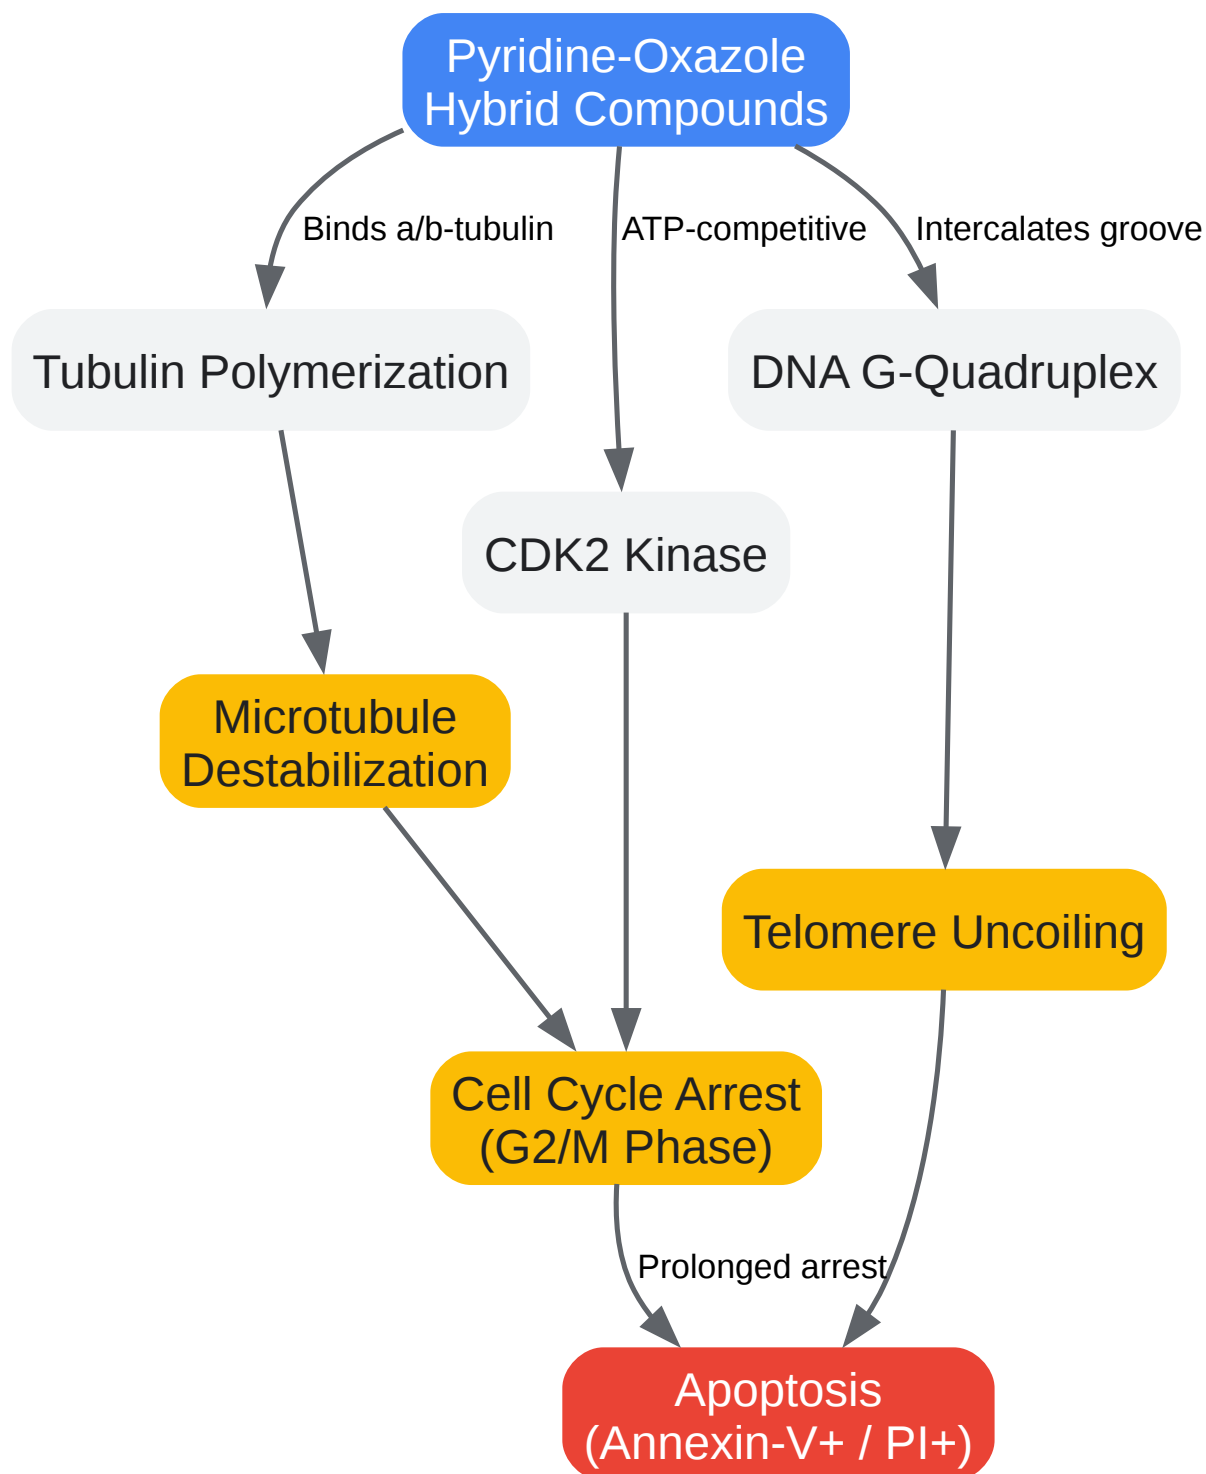 Pyridine-Oxazole
Hybrid Compounds
Binds a/b-tubulin
ATP-competitive
Intercalates groove
Tubulin Polymerization
DNA G-Quadruplex
CDK2 Kinase
Microtubule
Destabilization
Telomere Uncoiling
Cell Cycle Arrest
(G2/M Phase)
Prolonged arrest
Apoptosis
(Annexin-V+ / PI+)